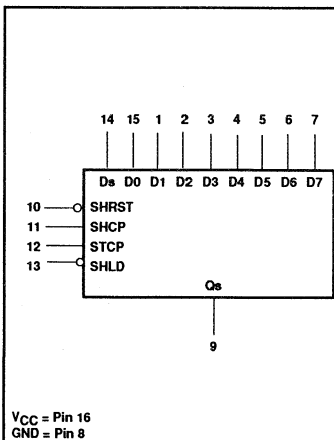 14 15 1 2 3 4 5 6 7
Ds D0 D1 D2 D3 D4 D5 D6 D7
10 SHRST
11 SHCP
12 STCP
13 SHLD
Qs
9
VCC = Pin 16
GND = Pin 8